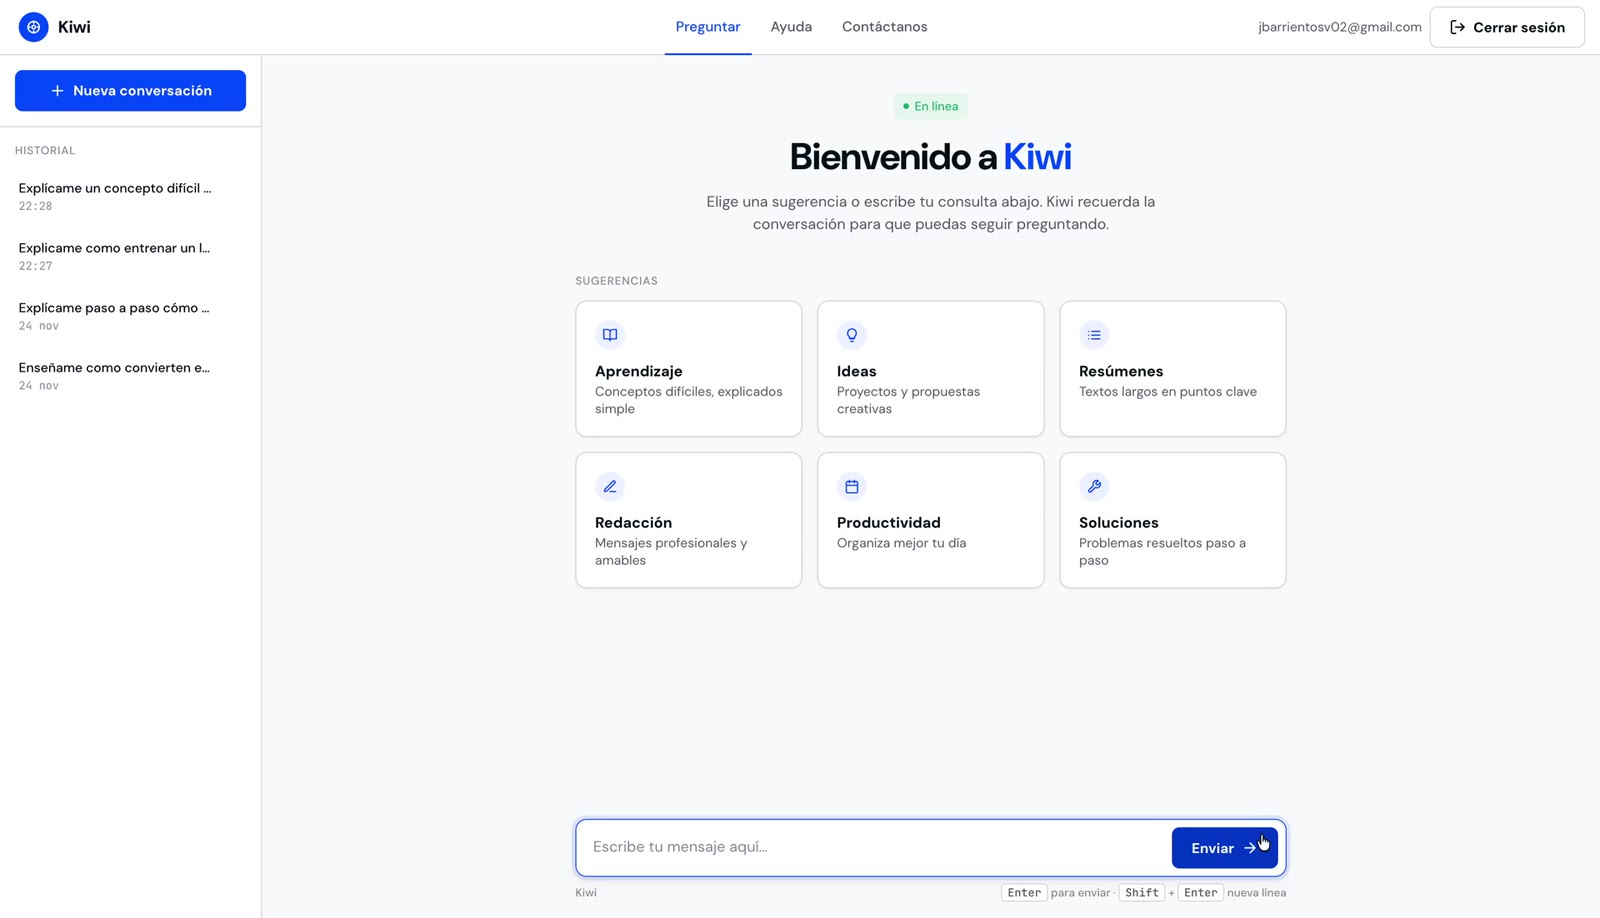 Kiwi
Preguntar
Ayuda
Contáctanos
jbarrientosv02@gmail.com
Cerrar sesión
Nueva conversación
HISTORIAL
Explícame un concepto difícil ...
22:28
Explicame como entrenar un l...
22:27
Explícame paso a paso cómo ...
24 nov
Enseñame como convierten e...
24 nov
En línea
Bienvenido a Kiwi
Elige una sugerencia o escribe tu consulta abajo. Kiwi recuerda la
conversación para que puedas seguir preguntando.
SUGERENCIAS
Aprendizaje
Conceptos difíciles, explicados
simple
Ideas
Proyectos y propuestas
creativas
Resúmenes
Textos largos en puntos clave
Redacción
Mensajes profesionales y
amables
Productividad
Organiza mejor tu día
Soluciones
Problemas resueltos paso a
paso
Escribe tu mensaje aquí...
Enviar
Kiwi
Enter para enviar · Shift + Enter nueva línea